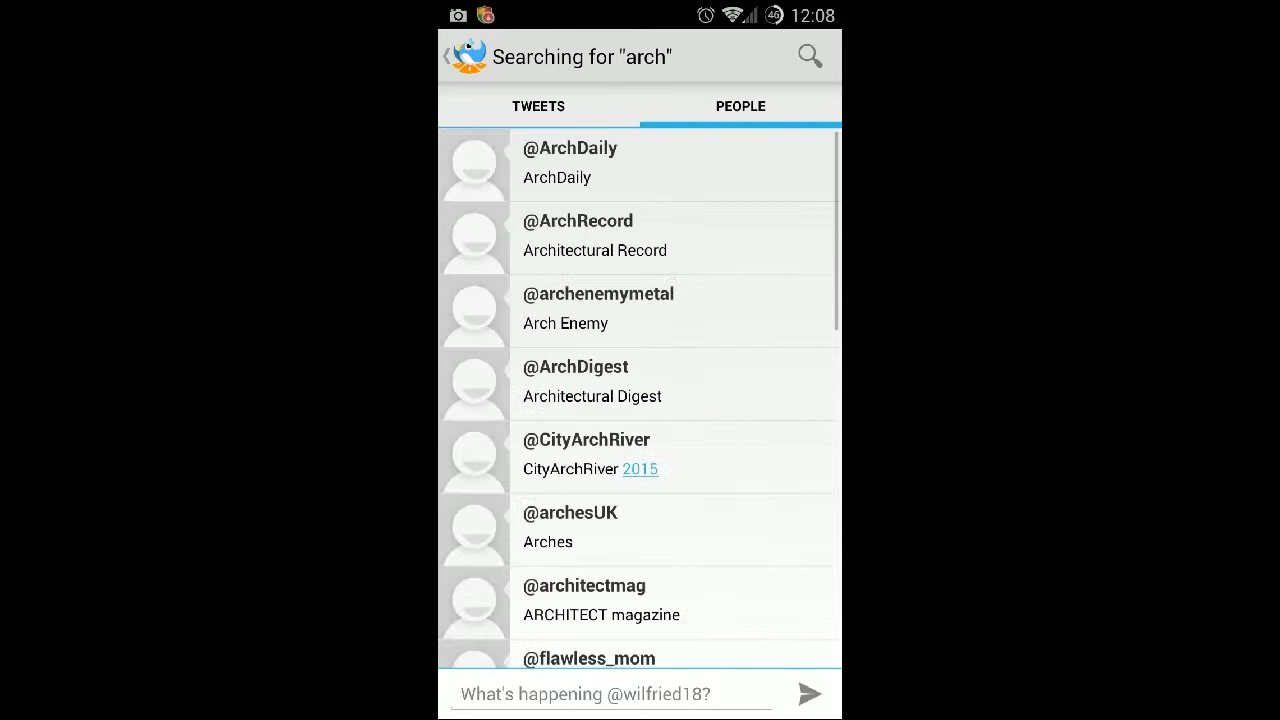 46 12:08
Searching for "arch"
TWEETS PEOPLE
@ArchDaily
ArchDaily
@ArchRecord
Architectural Record
@archenemymetal
Arch Enemy
@ArchDigest
Architectural Digest
@CityArchRiver
CityArchRiver 2015
@archesUK
Arches
@architectmag
ARCHITECT magazine
@flawless_mom
What's happening @wilfried18?